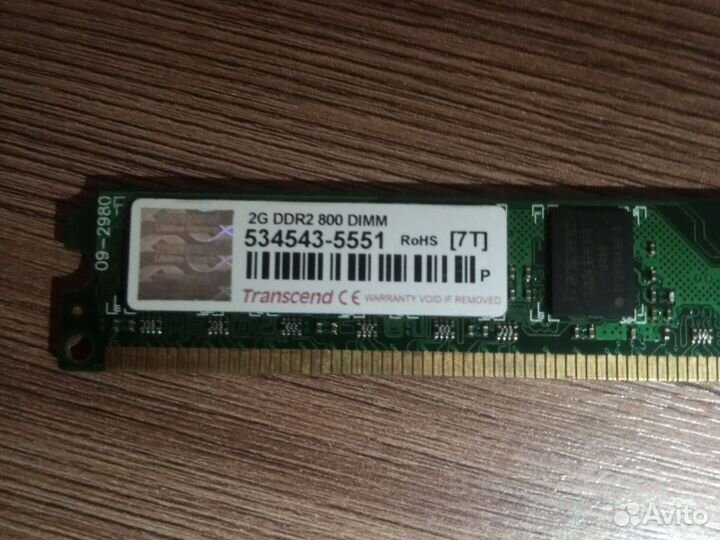 09-2980
2G DDR2 800 DIMM
534543-5551 RoHS [7T]
P
Transcend CE WARRANTY VOID IF REMOVED
Avito